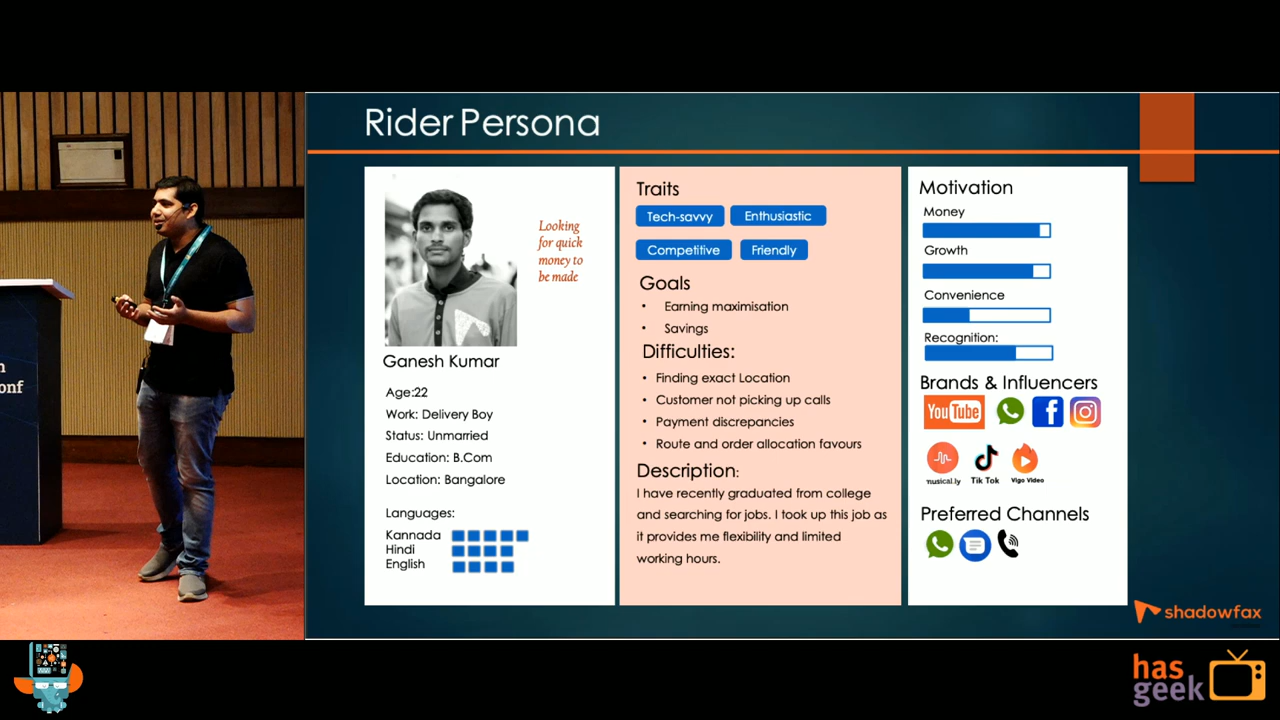 Rider Persona
Looking
for quick
money to
be made
Ganesh Kumar
Age:22
Work: Delivery Boy
Status: Unmarried
Education: B.Com
Location: Bangalore
Languages:
Kannada
Hindi
English
Traits
Tech-savvy
Enthusiastic
Competitive
Friendly
Goals
• Earning maximisation
• Savings
Difficulties:
• Finding exact Location
• Customer not picking up calls
• Payment discrepancies
• Route and order allocation favours
Description:
I have recently graduated from college
and searching for jobs. I took up this job as
it provides me flexibility and limited
working hours.
Motivation
Money
Growth
Convenience
Recognition:
Brands & Influencers
YouTube
musical.ly
Tik Tok
Vigo Video
Preferred Channels
shadowfax
onf
has
geek